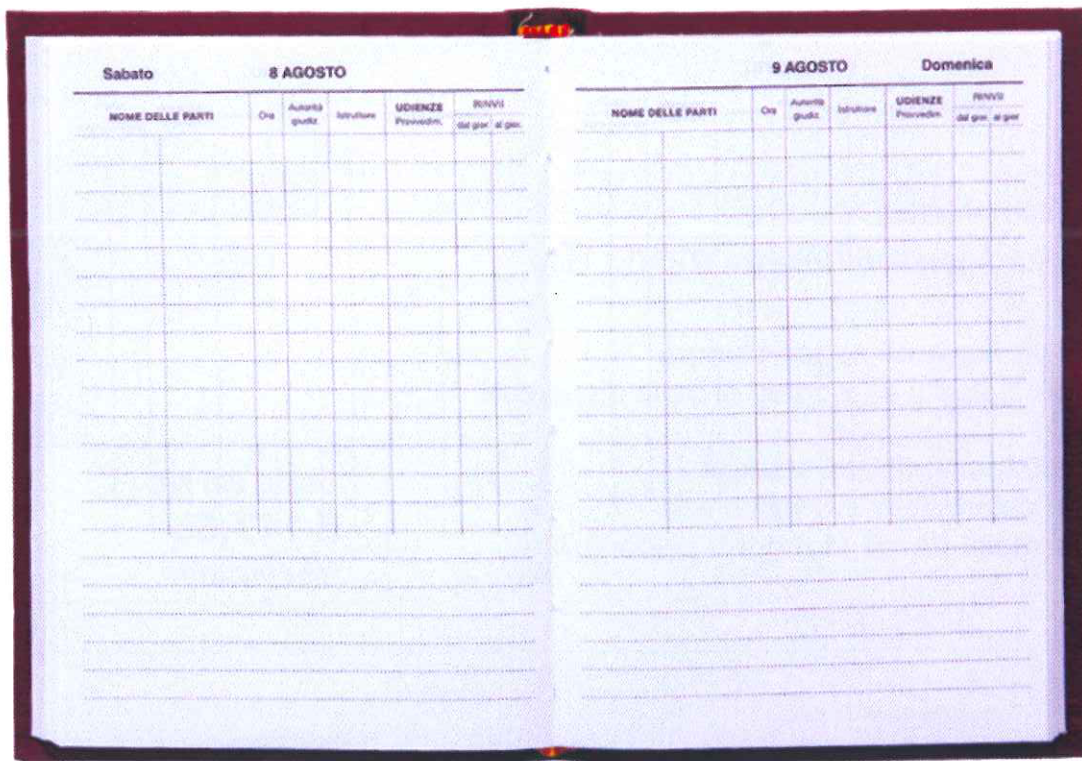 Sabato 8 AGOSTO
NOME DELLE PARTI Ora Autorità giudiz. Istruttore UDIENZE Provvedim. RINVII dal gior. al gior.
9 AGOSTO Domenica
NOME DELLE PARTI Ora Autorità giudiz. Istruttore UDIENZE Provvedim. RINVII dal gior. al gior.